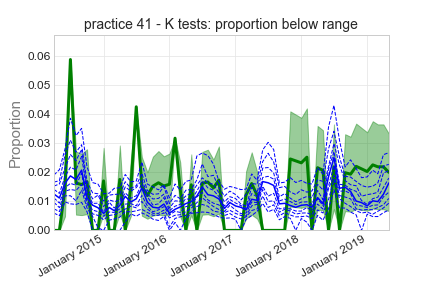 practice 41 - K tests: proportion below range
Proportion
0.06
0.05
0.04
0.03
0.02
0.01
0.00
January 2015
January 2016
January 2017
January 2018
January 2019